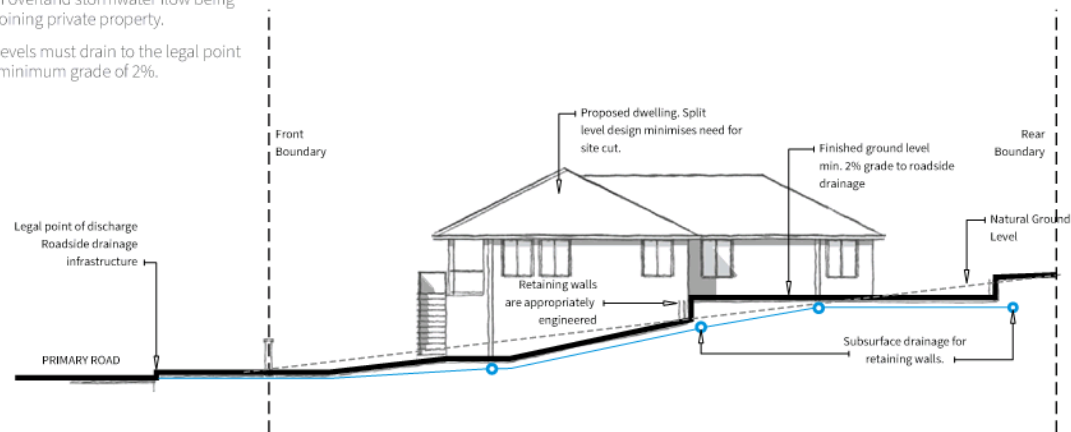 overland stormwater flow being
oining private property.
evels must drain to the legal point
minimum grade of 2%.
Proposed dwelling. Split
level design minimises need for
site cut.
Front
Boundary
Finished ground level
min. 2% grade to roadside
drainage
Rear
Boundary
Legal point of discharge
Roadside drainage
infrastructure
Natural Ground
Level
Retaining walls
are appropriately
engineered
Subsurface drainage for
retaining walls.
PRIMARY ROAD